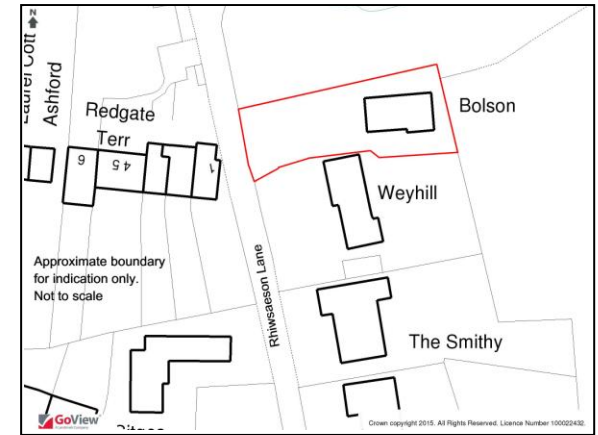 N
Laurel Cott
Ashford
Redgate
Terr
6
4 5
1
Bolson
Weyhill
Rhiwsaeson Lane
Approximate boundary
for indication only.
Not to scale
The Smithy
GoView
Crown copyright 2015. All Rights Reserved. Licence Number 100022432.